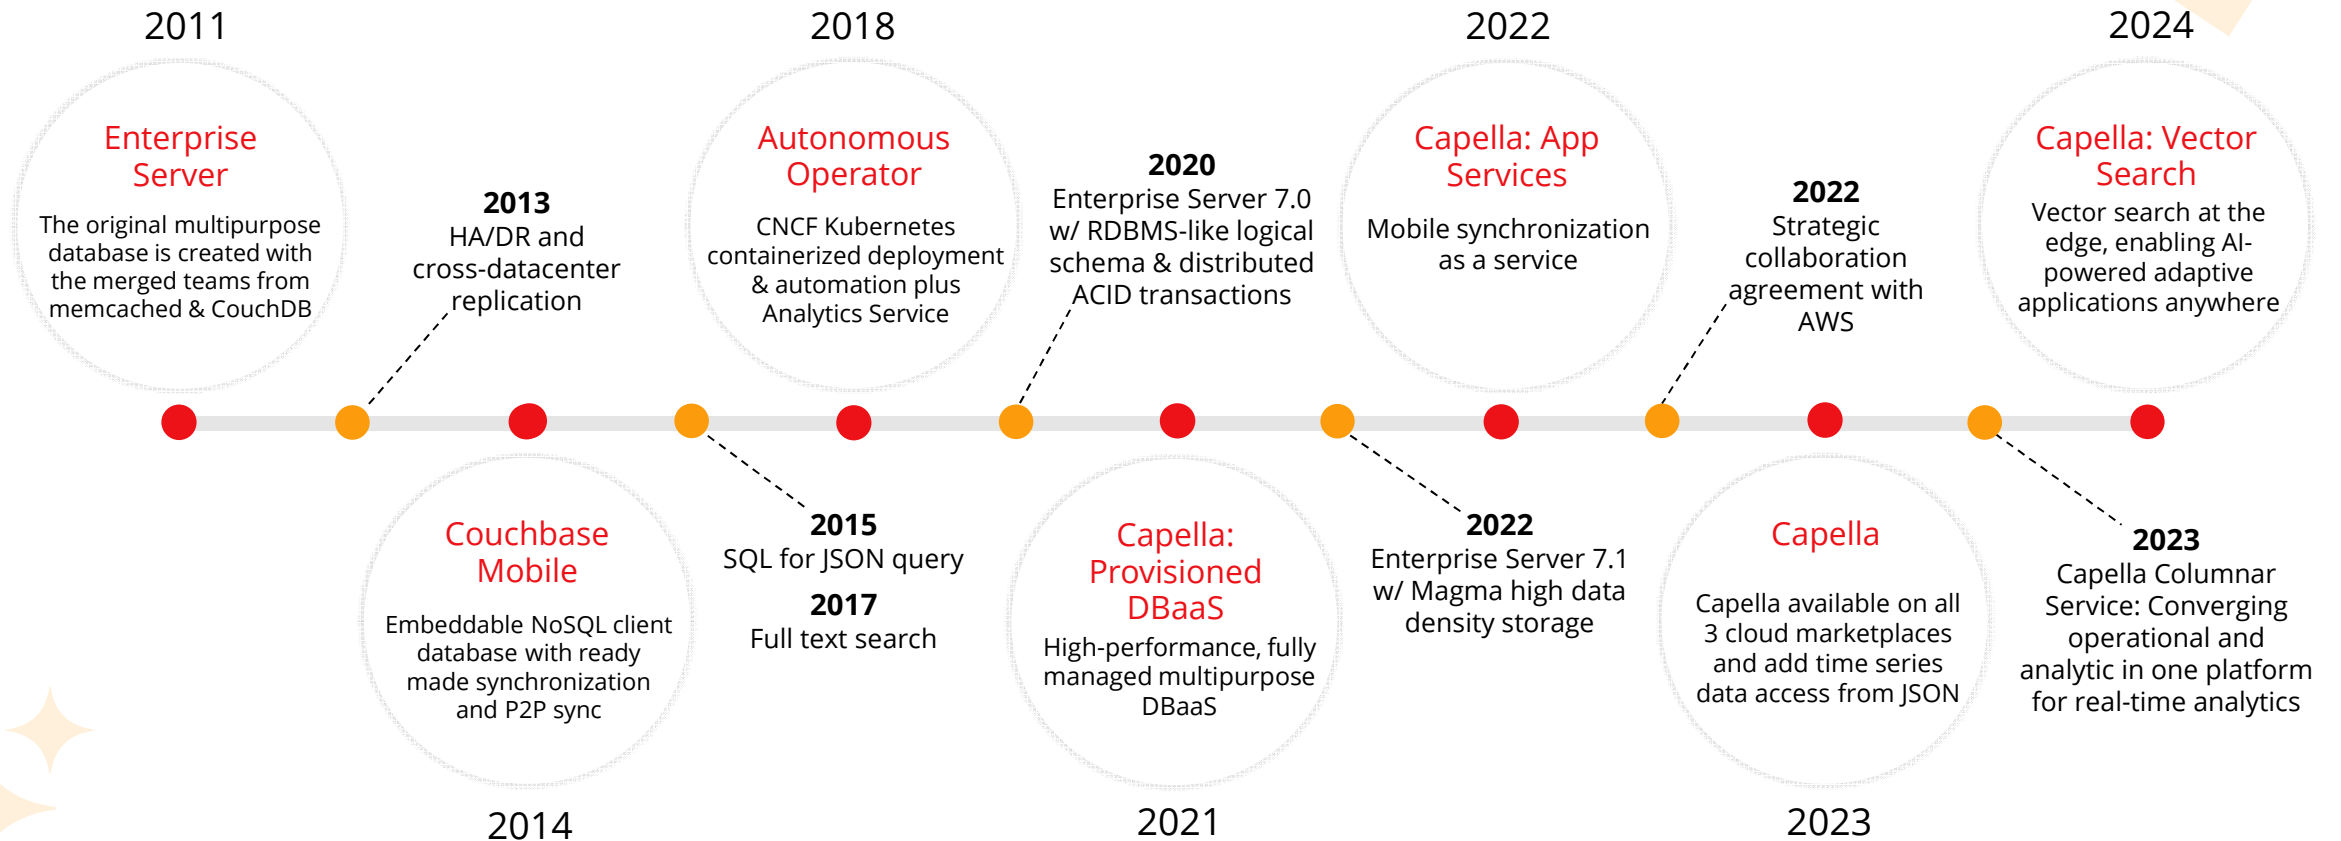 2011
Enterprise
Server
The original multipurpose
database is created with
the merged teams from
memcached & CouchDB
2013
HA/DR and
cross-datacenter
replication
Couchbase
Mobile
Embeddable NoSQL client
database with ready
made synchronization
and P2P sync
2014
2015
SQL for JSON query
2017
Full text search
2018
Autonomous
Operator
CNCF Kubernetes
containerized deployment
& automation plus
Analytics Service
2020
Enterprise Server 7.0
w/ RDBMS-like logical
schema & distributed
ACID transactions
Capella:
Provisioned
DBaaS
High-performance, fully
managed multipurpose
DBaaS
2021
2022
Enterprise Server 7.1
w/ Magma high data
density storage
2022
Capella: App
Services
Mobile synchronization
as a service
2022
Strategic
collaboration
agreement with
AWS
Capella
Capella available on all
3 cloud marketplaces
and add time series
data access from JSON
2023
2023
Capella Columnar
Service: Converging
operational and
analytic in one platform
for real-time analytics
2024
Capella: Vector
Search
Vector search at the
edge, enabling AI-
powered adaptive
applications anywhere